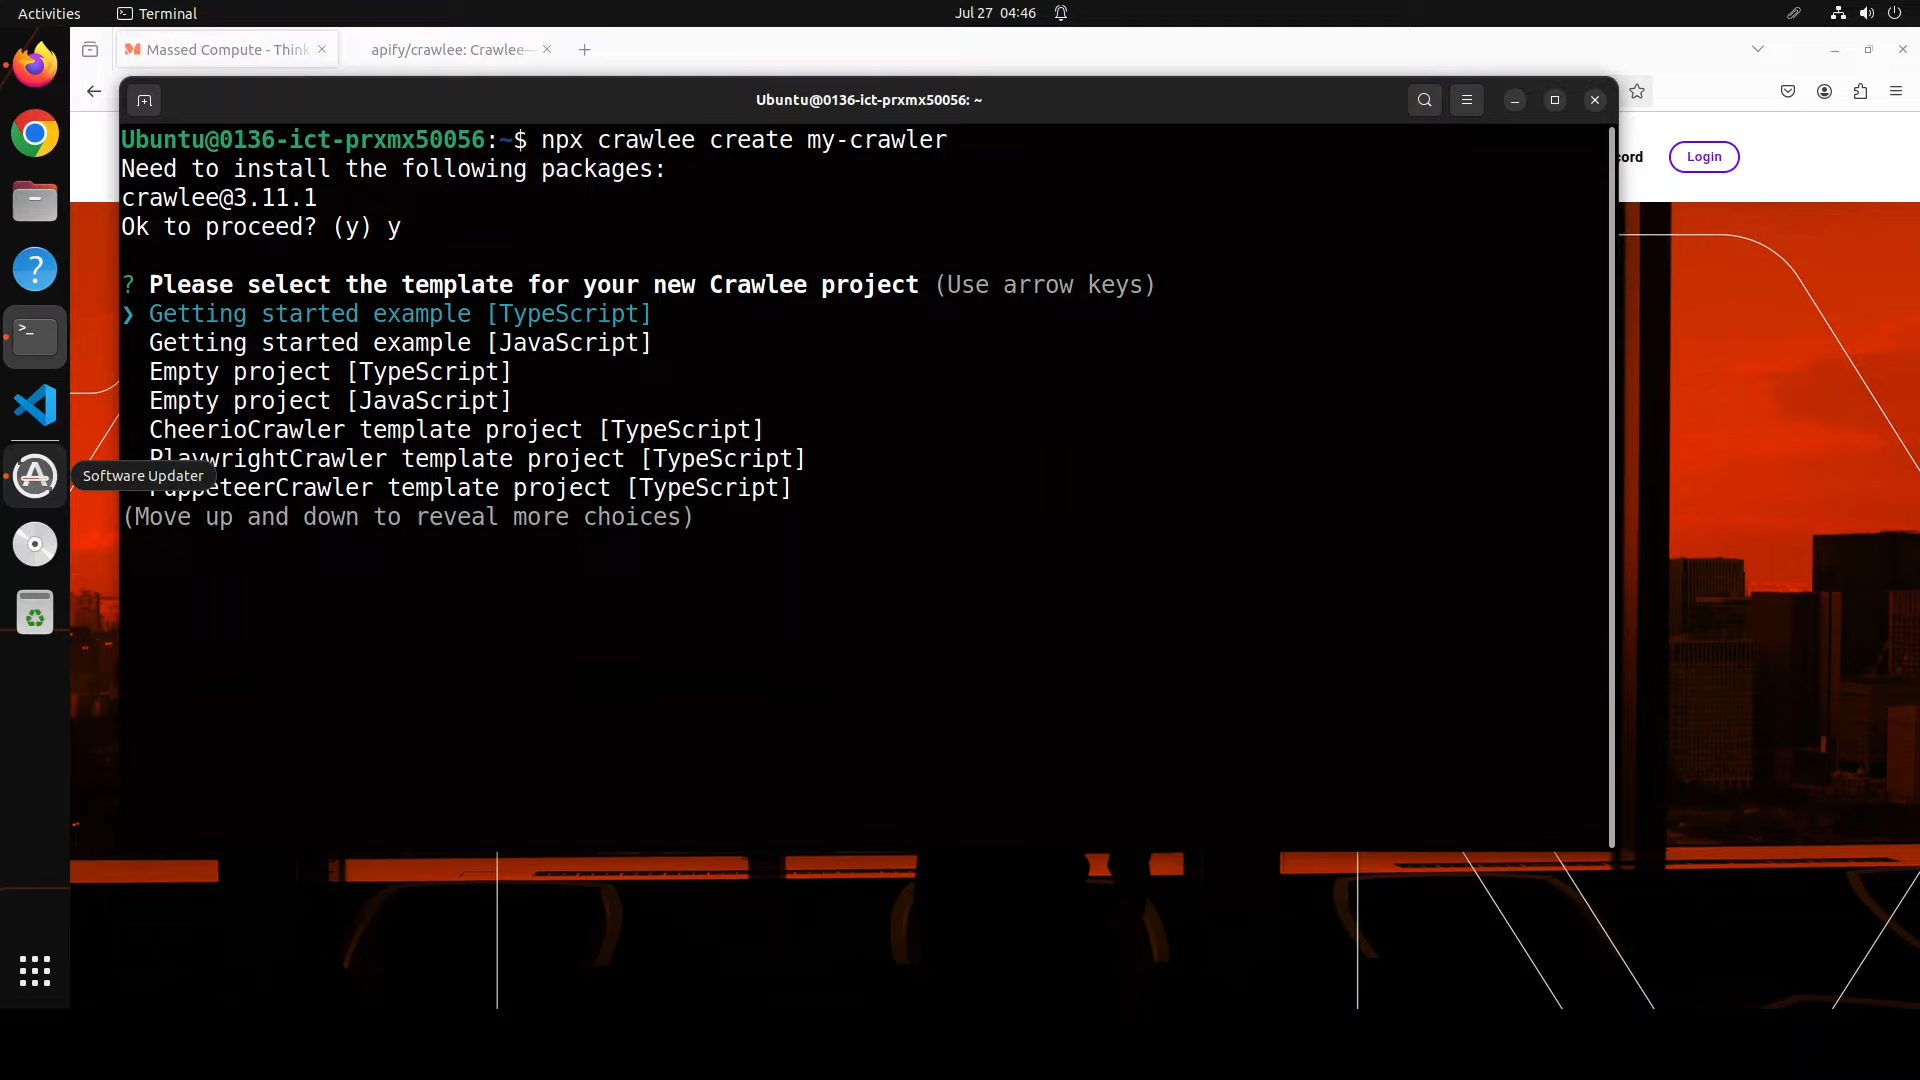 Activities
Terminal
Jul 27 04:46
Massed Compute - Think
apify/crawlee: Crawlee—
Ubuntu@0136-ict-prxmx50056: ~
cord
Login
Ubuntu@0136-ict-prxmx50056:~$ npx crawlee create my-crawler
Need to install the following packages:
crawlee@3.11.1
Ok to proceed? (y) y
? Please select the template for your new Crawlee project (Use arrow keys)
❯ Getting started example [TypeScript]
Getting started example [JavaScript]
Empty project [TypeScript]
Empty project [JavaScript]
CheerioCrawler template project [TypeScript]
PlaywrightCrawler template project [TypeScript]
Software Updater
PuppeteerCrawler template project [TypeScript]
(Move up and down to reveal more choices)